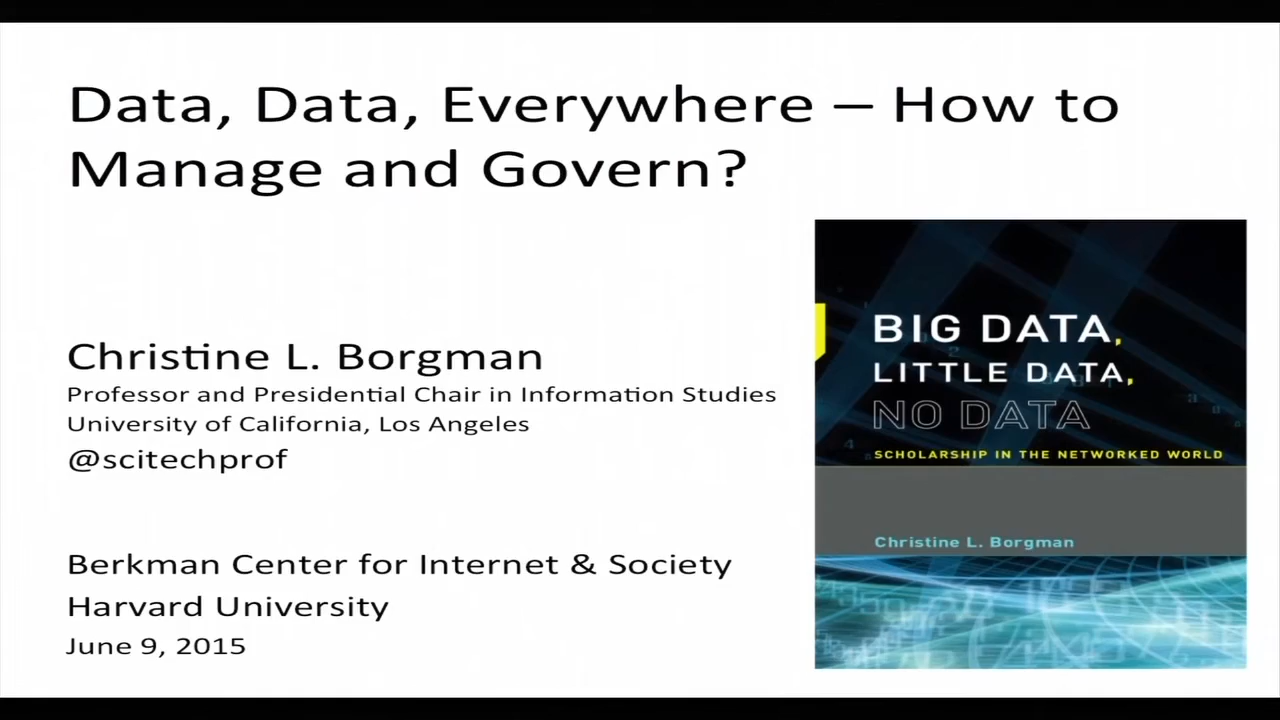 Data, Data, Everywhere – How to
Manage and Govern?
Christine L. Borgman
Professor and Presidential Chair in Information Studies
University of California, Los Angeles
@scitechprof
Berkman Center for Internet & Society
Harvard University
June 9, 2015
BIG DATA,
LITTLE DATA,
NO DATA
SCHOLARSHIP IN THE NETWORKED WORLD
Christine L. Borgman